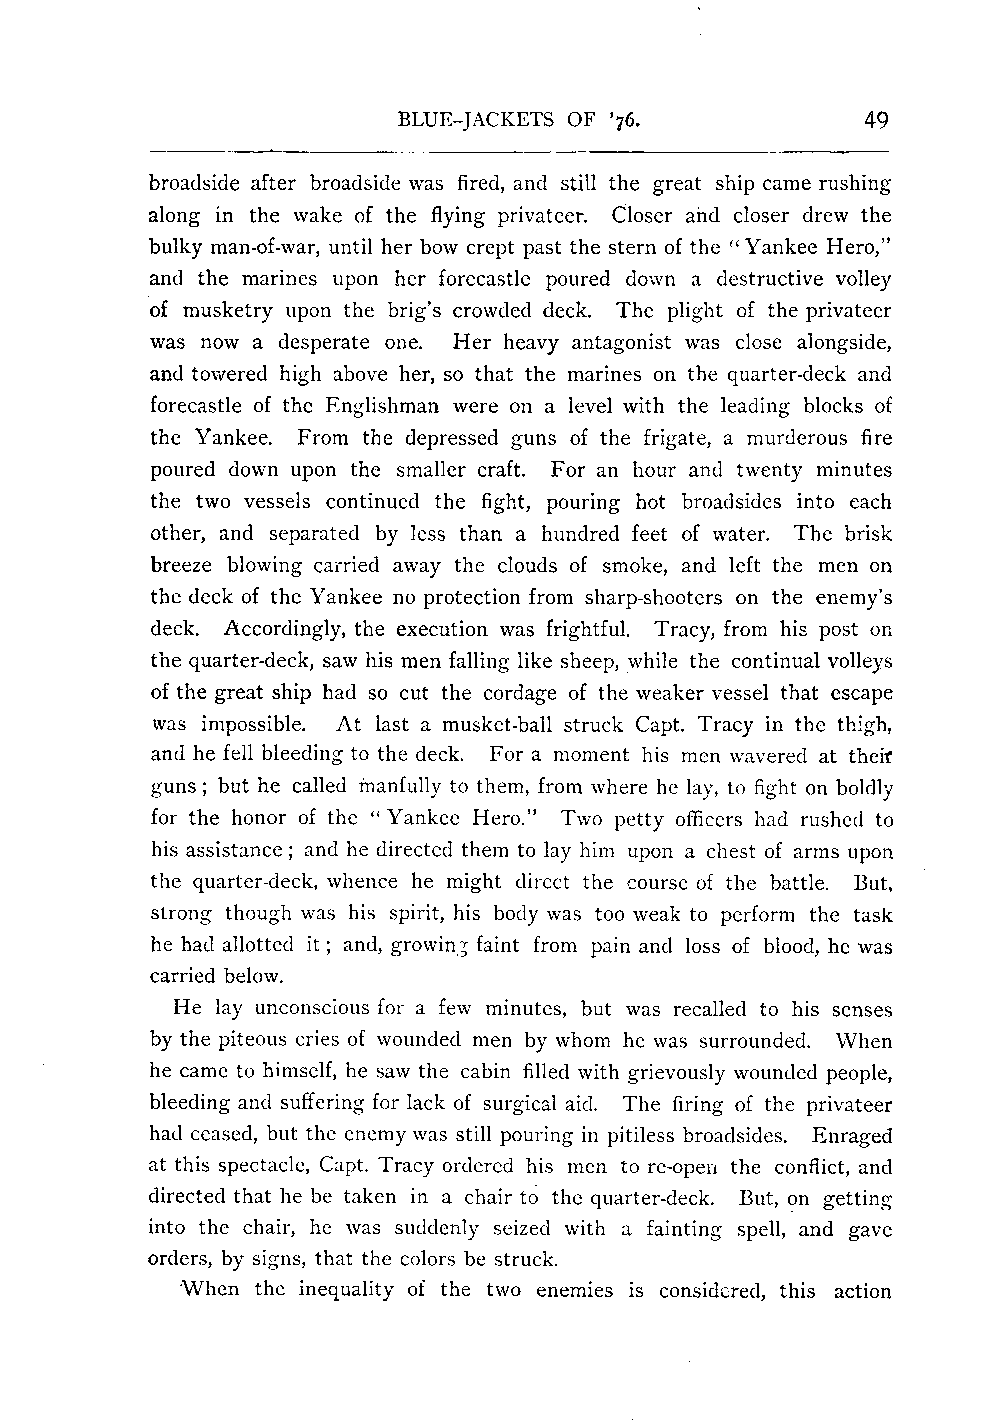 BLUE-JACKETS OF '76. 49
broadside after broadside was fired, and still the great ship came rushing
along in the wake of the flying privateer. Closer and closer drew the
bulky man-of-war, until her bow crept past the stern of the "Yankee Hero,"
and the marines upon her forecastle poured down a destructive volley
of musketry upon the brig's crowded deck. The plight of the privateer
was now a desperate one. Her heavy antagonist was close alongside,
and towered high above her, so that the marines on the quarter-deck and
forecastle of the Englishman were on a level with the leading blocks of
the Yankee. From the depressed guns of the frigate, a murderous fire
poured down upon the smaller craft. For an hour and twenty minutes
the two vessels continued the fight, pouring hot broadsides into each
other, and separated by less than a hundred feet of water. The brisk
breeze blowing carried away the clouds of smoke, and left the men on
the deck of the Yankee no protection from sharp-shooters on the enemy's
deck. Accordingly, the execution was frightful. Tracy, from his post on
the quarter-deck, saw his men falling like sheep, while the continual volleys
of the great ship had so cut the cordage of the weaker vessel that escape
was impossible. At last a musket-ball struck Capt. Tracy in the thigh,
and he fell bleeding to the deck. For a moment his men wavered at their
guns; but he called manfully to them, from where he lay, to fight on boldly
for the honor of the "Yankee Hero." Two petty officers had rushed to
his assistance; and he directed them to lay him upon a chest of arms upon
the quarter-deck, whence he might direct the course of the battle. But,
strong though was his spirit, his body was too weak to perform the task
he had allotted it; and, growing faint from pain and loss of blood, he was
carried below.
He lay unconscious for a few minutes, but was recalled to his senses
by the piteous cries of wounded men by whom he was surrounded. When
he came to himself, he saw the cabin filled with grievously wounded people,
bleeding and suffering for lack of surgical aid. The firing of the privateer
had ceased, but the enemy was still pouring in pitiless broadsides. Enraged
at this spectacle, Capt. Tracy ordered his men to re-open the conflict, and
directed that he be taken in a chair to the quarter-deck. But, on getting
into the chair, he was suddenly seized with a fainting spell, and gave
orders, by signs, that the colors be struck.
When the inequality of the two enemies is considered, this action